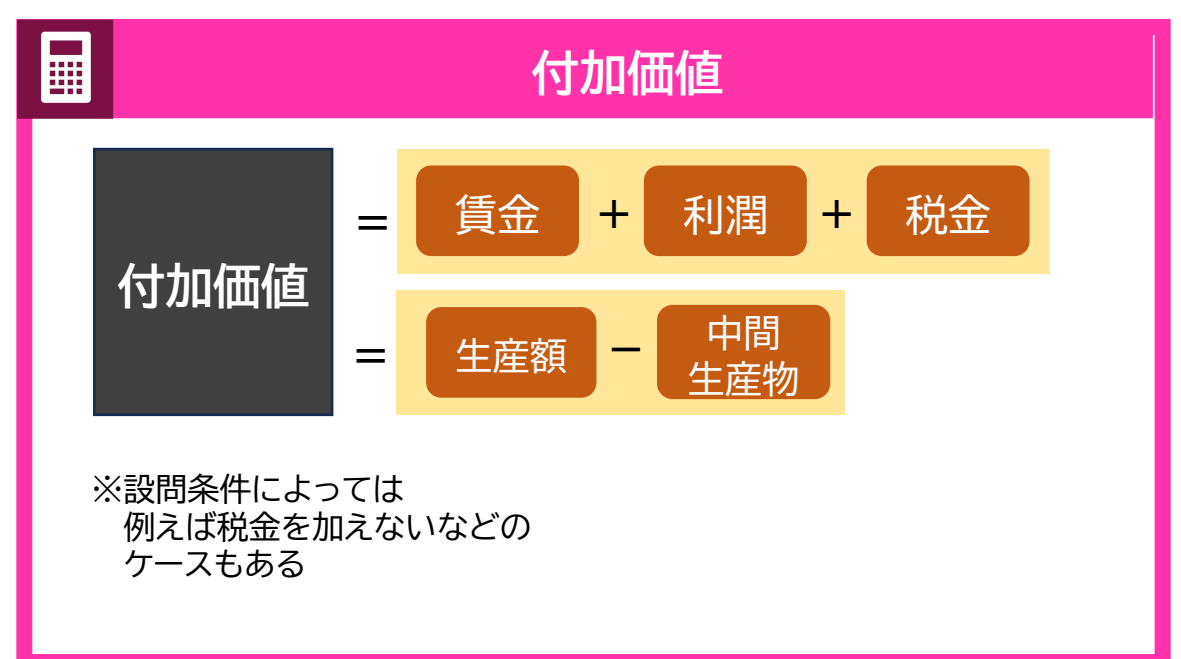 付加価値
付加価値
= 賃金 + 利潤 + 税金
= 生産額 − 中間
生産物
※設問条件によっては
例えば税金を加えないなどの
ケースもある